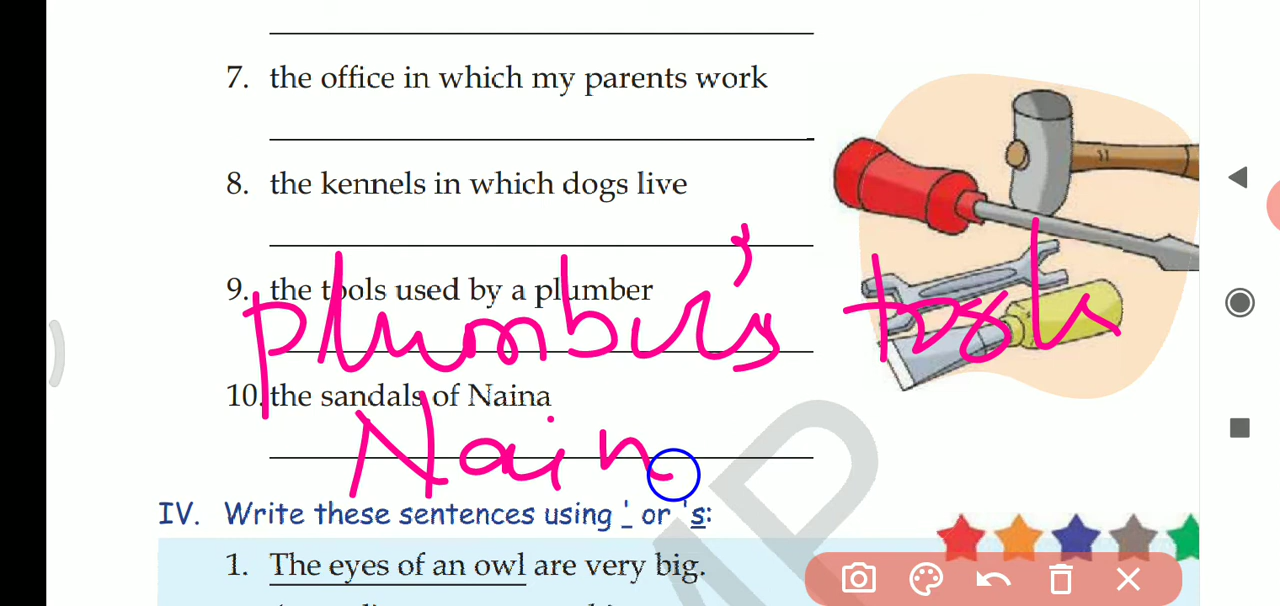 7. the office in which my parents work
8. the kennels in which dogs live
9. the tools used by a plumber
plumber's tools
10. the sandals of Naina
Nain
IV. Write these sentences using ' or 's:
1. The eyes of an owl are very big.